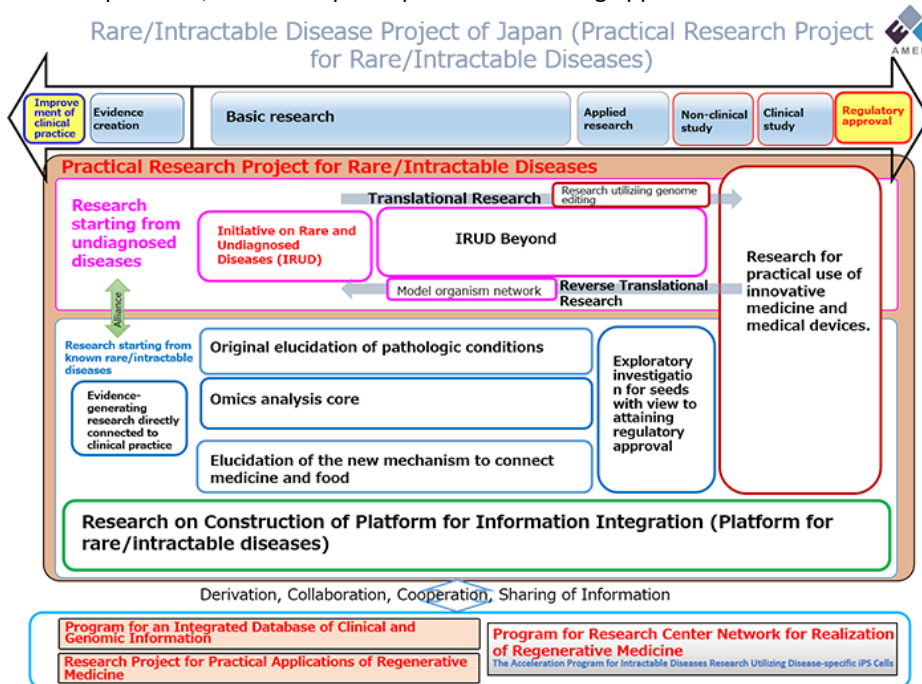 Rare/Intractable Disease Project of Japan (Practical Research Project
for Rare/Intractable Diseases)
AME
Improve
ment of
clinical
practice
Evidence
creation
Basic research
Applied
research
Non-clinical
study
Clinical
study
Regulatory
approval
Practical Research Project for Rare/Intractable Diseases
Research
starting from
undiagnosed
diseases
Translational Research
Research utiliziing genome
editing
Initiative on Rare and
Undiagnosed
Diseases (IRUD)
IRUD Beyond
Model organism network
Reverse Translational
Research
Research for
practical use of
innovative
medicine and
medical devices.
Alliance
Research starting from
known rare/intractable
diseases
Evidence-
generating
research directly
connected to
clinical practice
Original elucidation of pathologic conditions
Omics analysis core
Elucidation of the new mechanism to connect
medicine and food
Exploratory
investigatio
n for seeds
with view to
attaining
regulatory
approval
Research on Construction of Platform for Information Integration (Platform for
rare/intractable diseases)
Derivation, Collaboration, Cooperation, Sharing of Information
Program for an Integrated Database of Clinical and
Genomic Information
Research Project for Practical Applications of Regenerative
Medicine
Program for Research Center Network for Realization
of Regenerative Medicine
The Acceleration Program for Intractable Diseases Research Utilizing Disease-specific iPS Cells